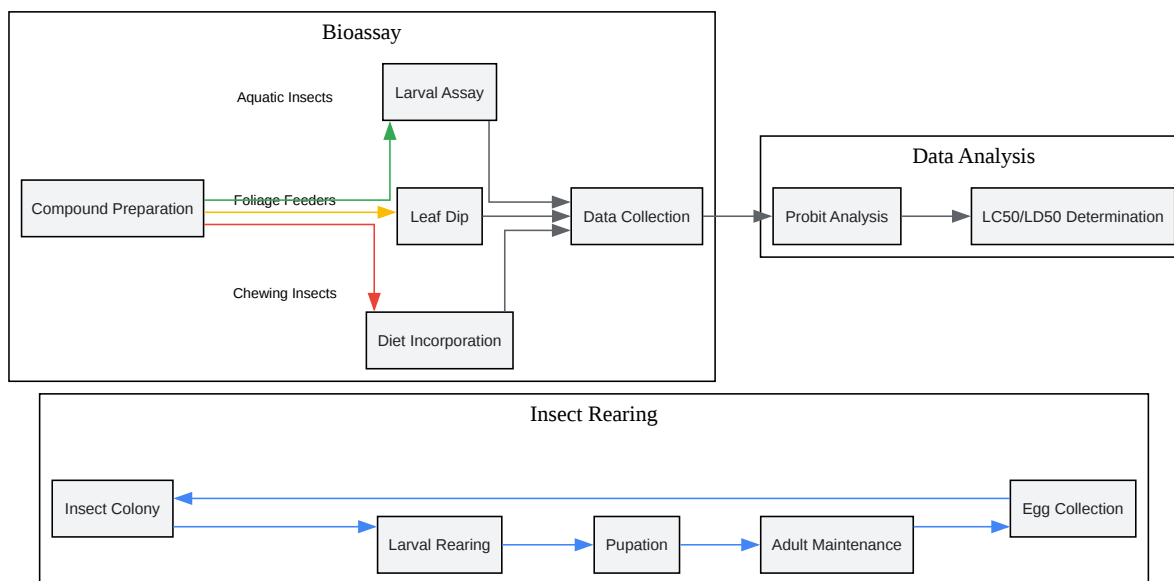 Bioassay
Aquatic Insects
Larval Assay
Compound Preparation
Foliage Feeders
Leaf Dip
Data Collection
Chewing Insects
Diet Incorporation
Data Analysis
Probit Analysis
LC50/LD50 Determination
Insect Rearing
Insect Colony
Larval Rearing
Pupation
Adult Maintenance
Egg Collection